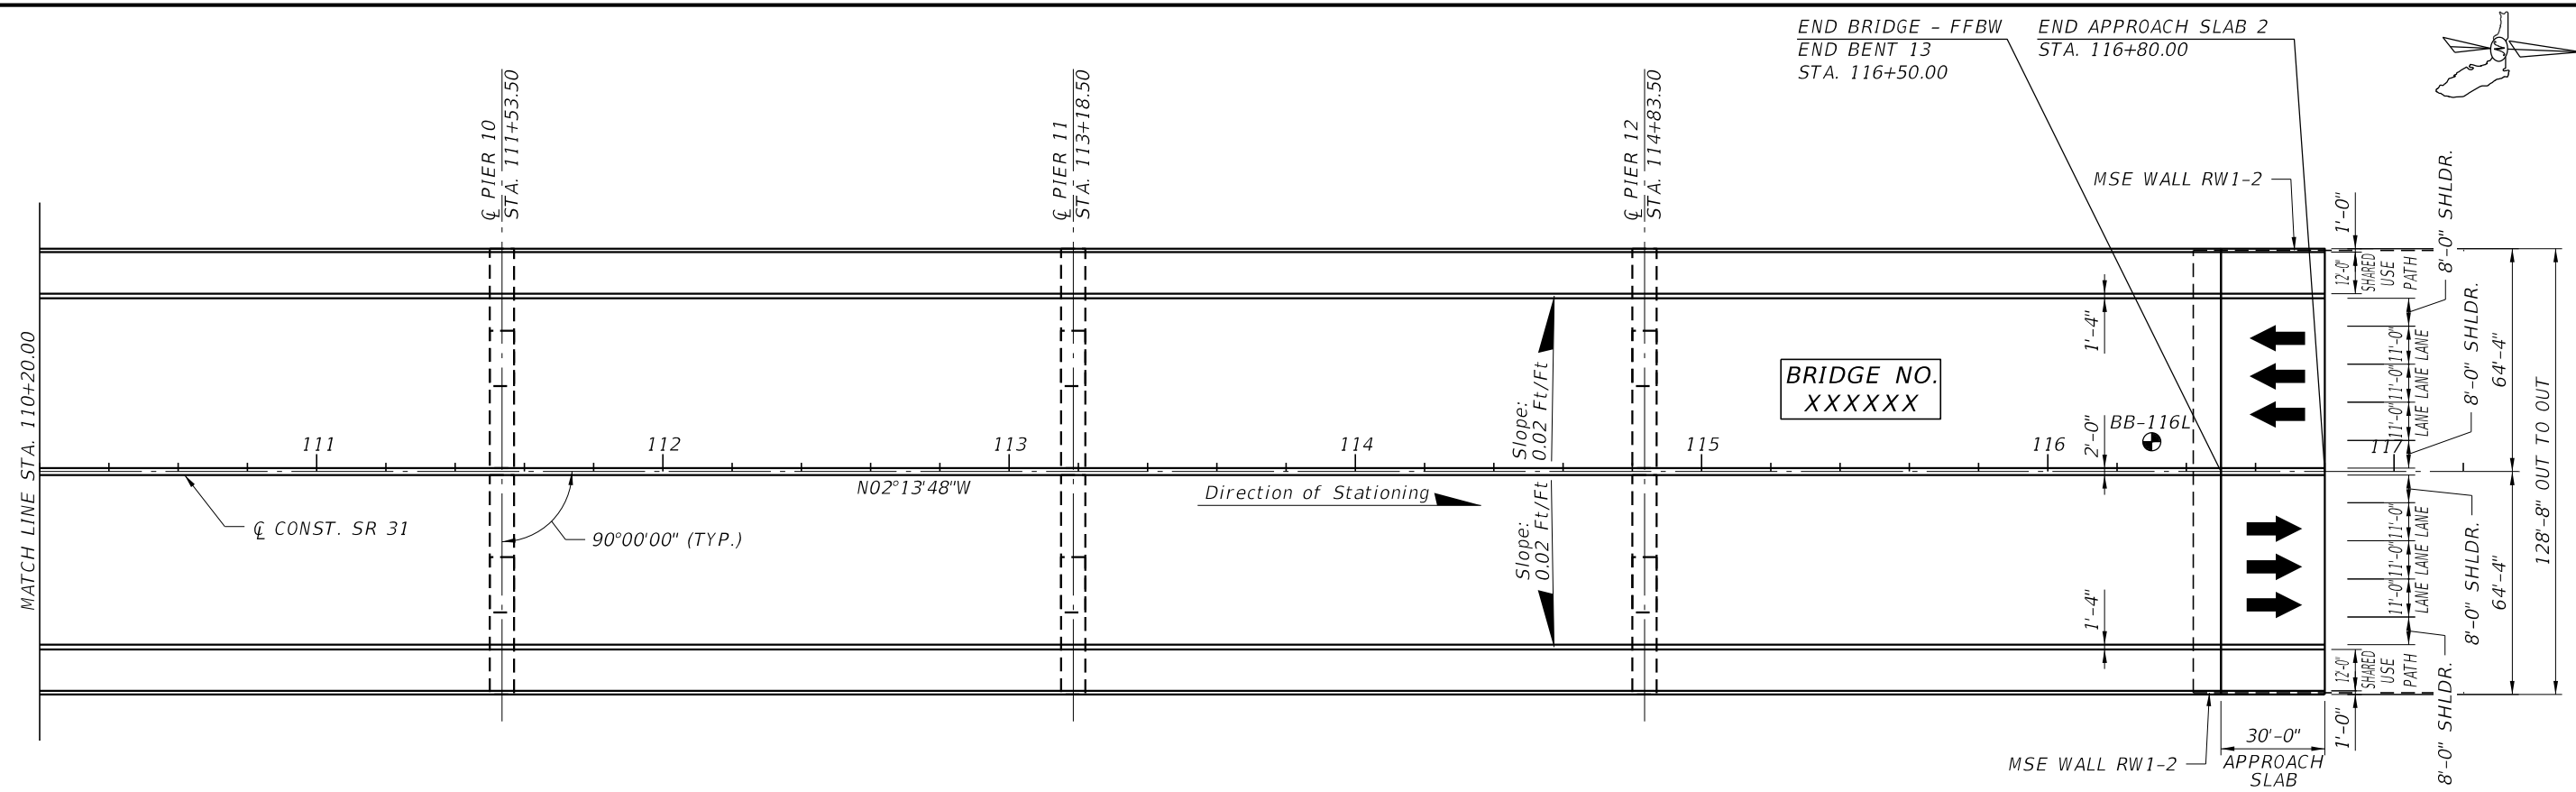 END BRIDGE - FFBW
END BENT 13
STA. 116+50.00
END APPROACH SLAB 2
STA. 116+80.00
N
℄ PIER 10
STA. 111+53.50
℄ PIER 11
STA. 113+18.50
℄ PIER 12
STA. 114+83.50
MSE WALL RW1-2
MATCH LINE STA. 110+20.00
111
112
113
114
115
116
117
℄ CONST. SR 31
90°00'00" (TYP.)
N02°13'48"W
Direction of Stationing
Slope:
0.02 Ft/Ft
Slope:
0.02 Ft/Ft
BRIDGE NO.
XXXXXX
BB-116L
1'-4"
2'-0"
1'-4"
1'-0"
12'-0"
SHARED
USE
PATH
8'-0" SHLDR.
11'-0"
11'-0"
11'-0"
LANE
LANE
LANE
8'-0" SHLDR.
64'-4"
128'-8" OUT TO OUT
11'-0"
11'-0"
11'-0"
LANE
LANE
LANE
8'-0" SHLDR.
64'-4"
12'-0"
SHARED
USE
PATH
8'-0" SHLDR.
1'-0"
30'-0"
APPROACH
SLAB
MSE WALL RW1-2